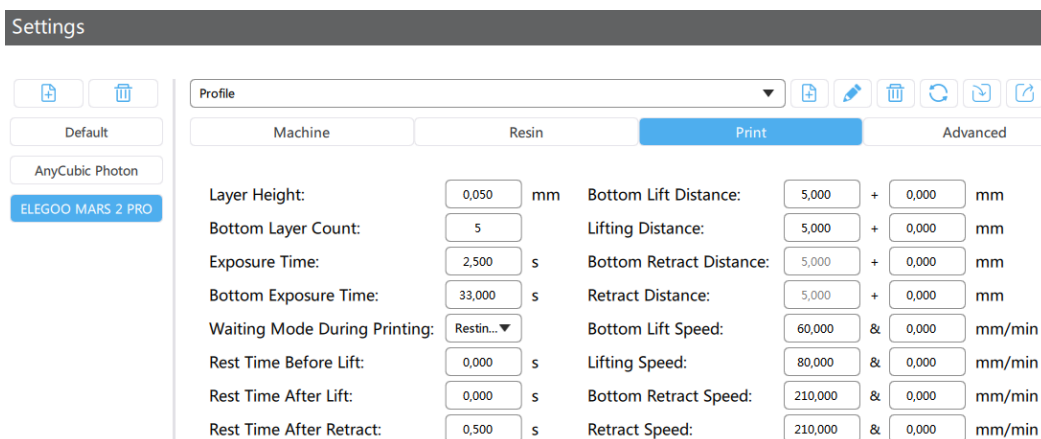 Settings
Profile
Default
AnyCubic Photon
ELEGOO MARS 2 PRO
Machine Resin Print Advanced
Layer Height: 0,050 mm Bottom Lift Distance: 5,000 + 0,000 mm
Bottom Layer Count: 5 Lifting Distance: 5,000 + 0,000 mm
Exposure Time: 2,500 s Bottom Retract Distance: 5,000 + 0,000 mm
Bottom Exposure Time: 33,000 s Retract Distance: 5,000 + 0,000 mm
Waiting Mode During Printing: Restin... Bottom Lift Speed: 60,000 & 0,000 mm/min
Rest Time Before Lift: 0,000 s Lifting Speed: 80,000 & 0,000 mm/min
Rest Time After Lift: 0,000 s Bottom Retract Speed: 210,000 & 0,000 mm/min
Rest Time After Retract: 0,500 s Retract Speed: 210,000 & 0,000 mm/min